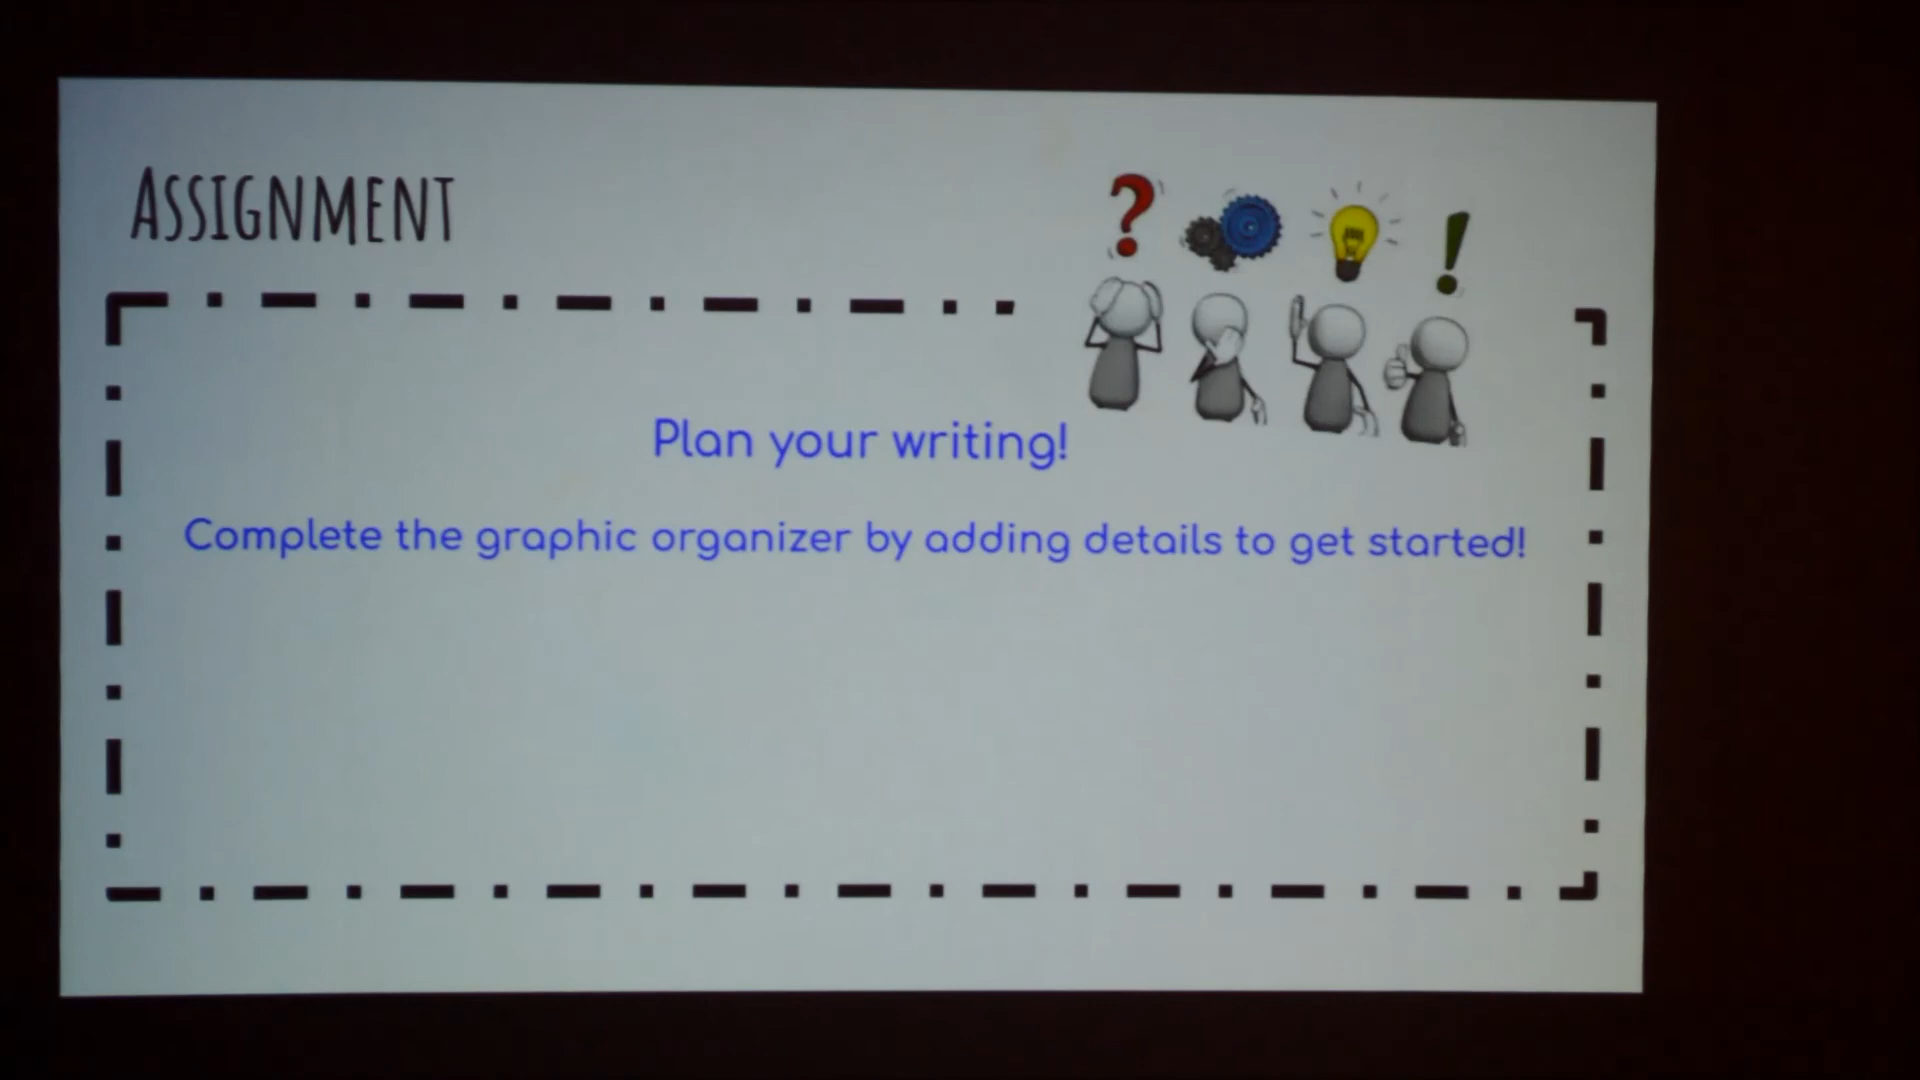 ASSIGNMENT
Plan your writing!
Complete the graphic organizer by adding details to get started!